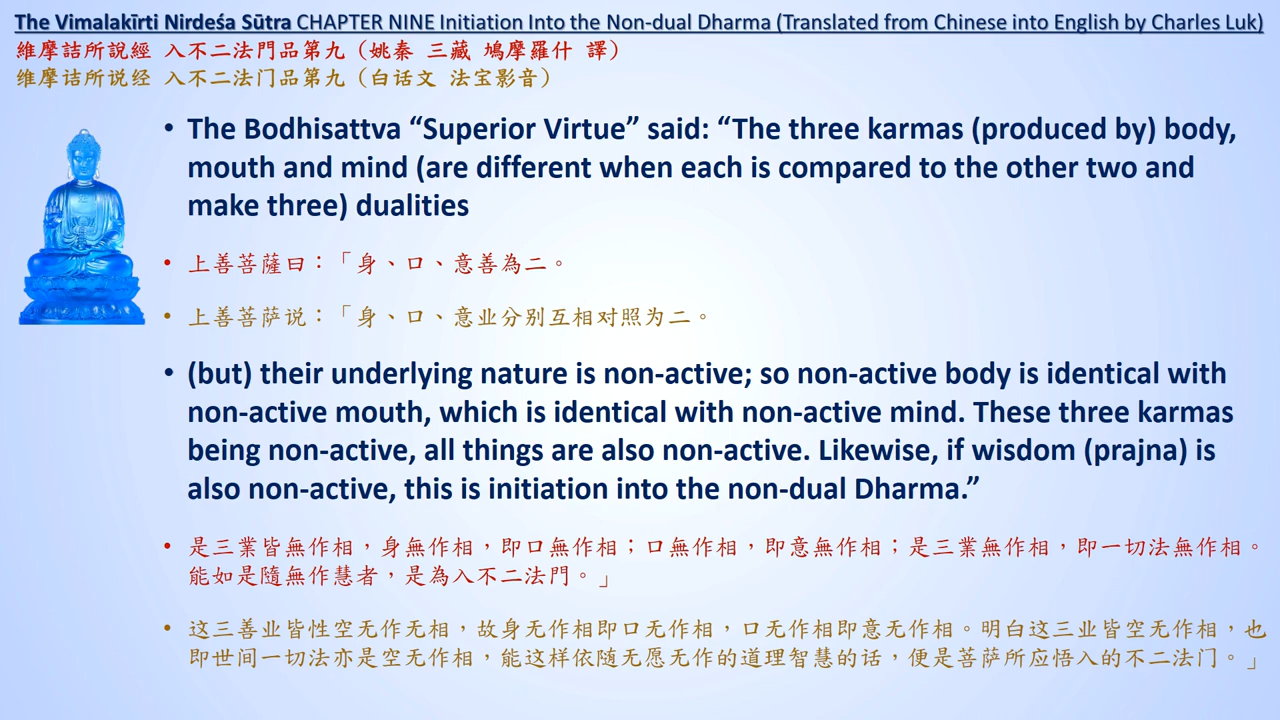 The Vimalakīrti Nirdeśa Sūtra CHAPTER NINE Initiation Into the Non-dual Dharma (Translated from Chinese into English by Charles Luk)
維摩詰所說經 入不二法門品第九（姚秦 三藏 鳩摩羅什 譯）
维摩诘所说经 入不二法门品第九（白话文 法宝影音）
• The Bodhisattva “Superior Virtue” said: “The three karmas (produced by) body,
mouth and mind (are different when each is compared to the other two and
make three) dualities
• 上善菩薩曰：「身、口、意善為二。
• 上善菩萨说：「身、口、意业分别互相对照为二。
• (but) their underlying nature is non-active; so non-active body is identical with
non-active mouth, which is identical with non-active mind. These three karmas
being non-active, all things are also non-active. Likewise, if wisdom (prajna) is
also non-active, this is initiation into the non-dual Dharma.”
• 是三業皆無作相，身無作相，即口無作相；口無作相，即意無作相；是三業無作相，即一切法無作相。
能如是隨無作慧者，是為入不二法門。」
• 这三善业皆性空无作无相，故身无作相即口无作相，口无作相即意无作相。明白这三业皆空无作相，也
即世间一切法亦是空无作相，能这样依随无愿无作的道理智慧的话，便是菩萨所应悟入的不二法门。」